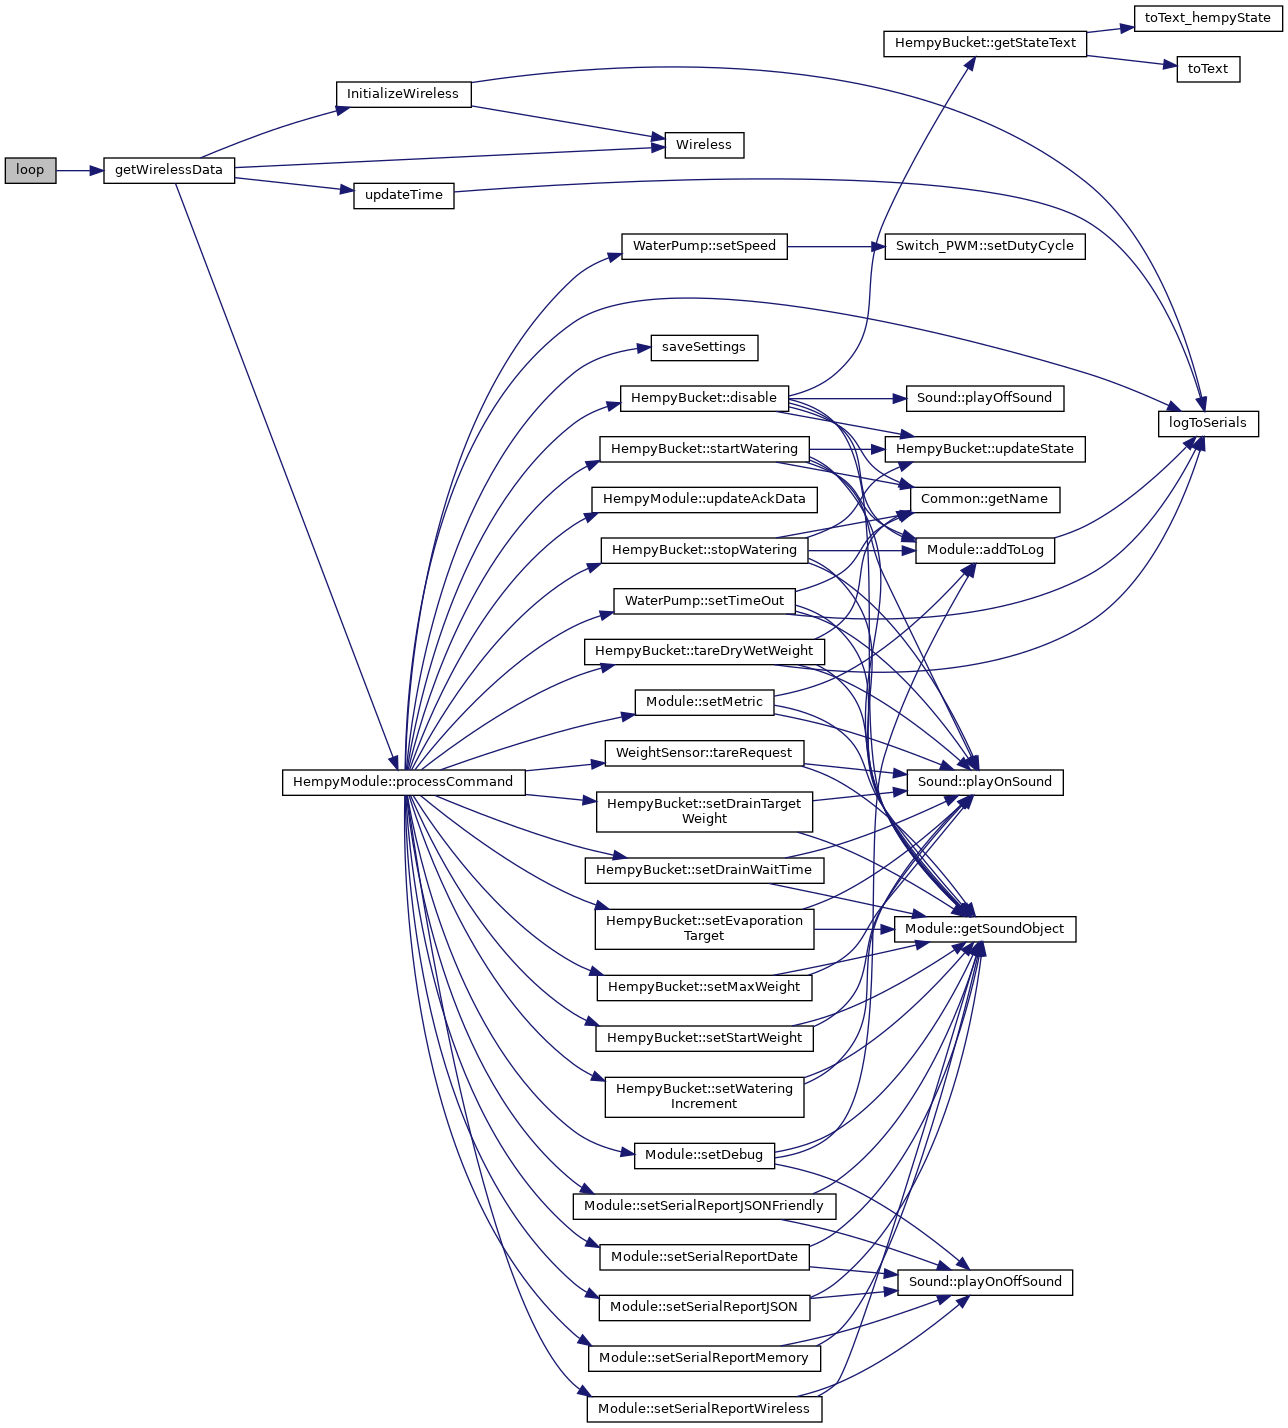 toText_hempyState
HempyBucket::getStateText
toText
InitializeWireless
Wireless
loop
getWirelessData
updateTime
WaterPump::setSpeed
Switch_PWM::setDutyCycle
saveSettings
HempyBucket::disable
Sound::playOffSound
logToSerials
HempyBucket::startWatering
HempyBucket::updateState
HempyModule::updateAckData
Common::getName
HempyBucket::stopWatering
Module::addToLog
WaterPump::setTimeOut
HempyBucket::tareDryWetWeight
Module::setMetric
WeightSensor::tareRequest
HempyModule::processCommand
Sound::playOnSound
HempyBucket::setDrainTarget
Weight
HempyBucket::setDrainWaitTime
HempyBucket::setEvaporation
Target
Module::getSoundObject
HempyBucket::setMaxWeight
HempyBucket::setStartWeight
HempyBucket::setWatering
Increment
Module::setDebug
Module::setSerialReportJSONFriendly
Module::setSerialReportDate
Sound::playOnOffSound
Module::setSerialReportJSON
Module::setSerialReportMemory
Module::setSerialReportWireless